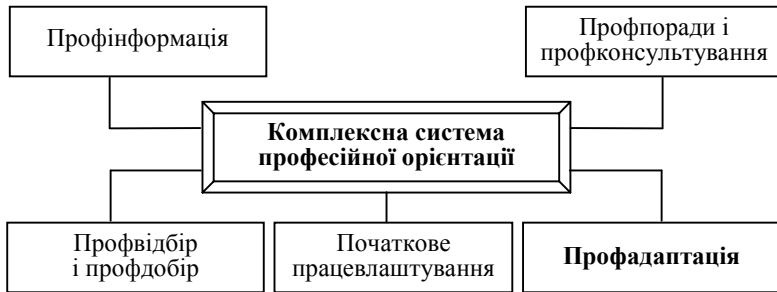 Профінформація
Профпоради і
профконсультування
Комплексна система
професійної орієнтації
Профвідбір
і профдобір
Початкове
працевлаштування
Профадаптація